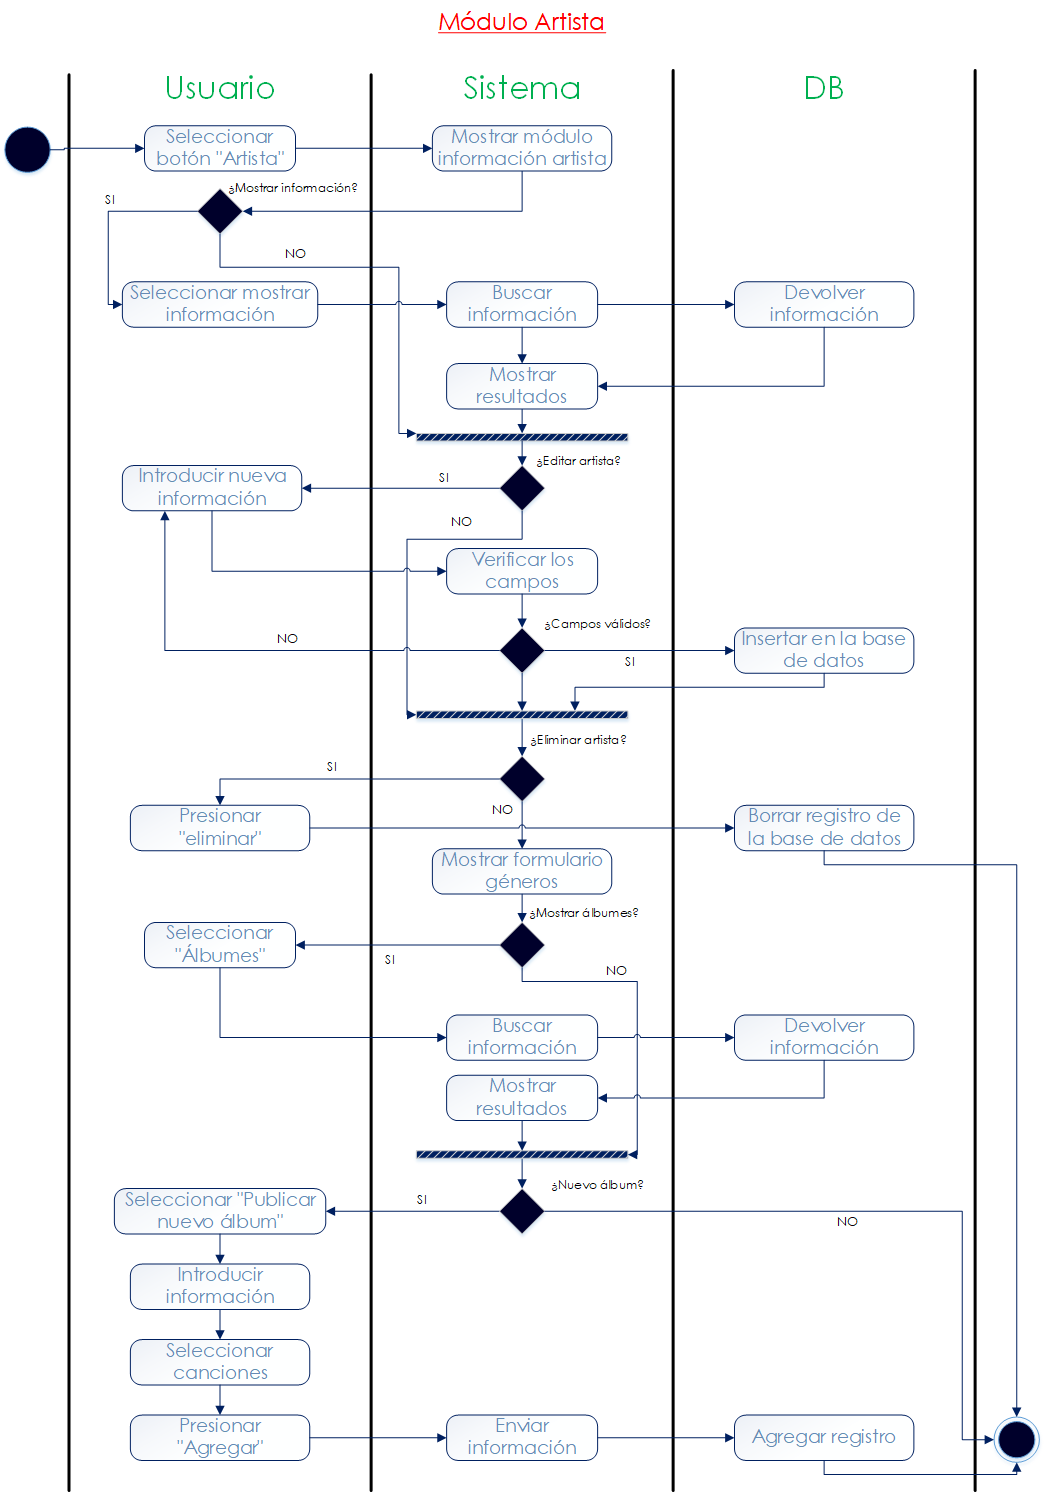 Módulo Artista
Usuario
Sistema
DB
Seleccionar
botón "Artista"
Mostrar módulo
información artista
¿Mostrar información?
SI
NO
Seleccionar mostrar
información
Buscar
información
Devolver
información
Mostrar
resultados
¿Editar artista?
SI
Introducir nueva
información
NO
Verificar los
campos
¿Campos válidos?
NO
SI
Insertar en la base
de datos
¿Eliminar artista?
SI
NO
Presionar
"eliminar"
Borrar registro de
la base de datos
Mostrar formulario
géneros
¿Mostrar álbumes?
Seleccionar
"Álbumes"
SI
NO
Buscar
información
Devolver
información
Mostrar
resultados
¿Nuevo álbum?
SI
NO
Seleccionar "Publicar
nuevo álbum"
Introducir
información
Seleccionar
canciones
Presionar
"Agregar"
Enviar
información
Agregar registro